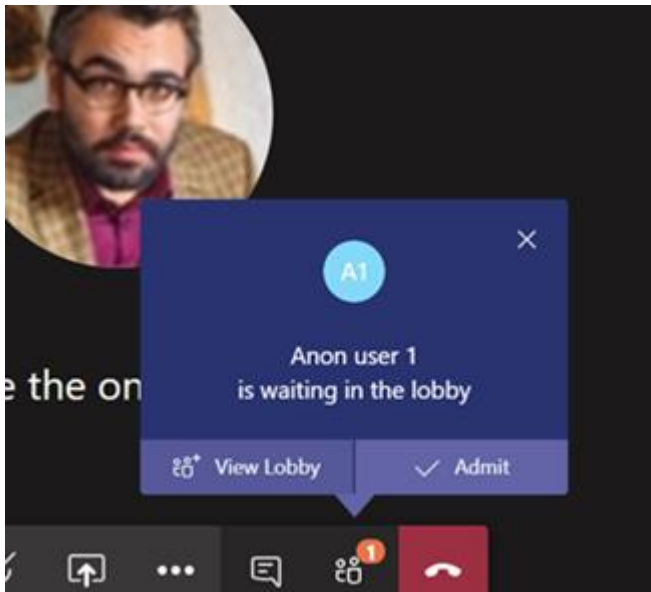 A1
Anon user 1
is waiting in the lobby
e the on
View Lobby
Admit
1